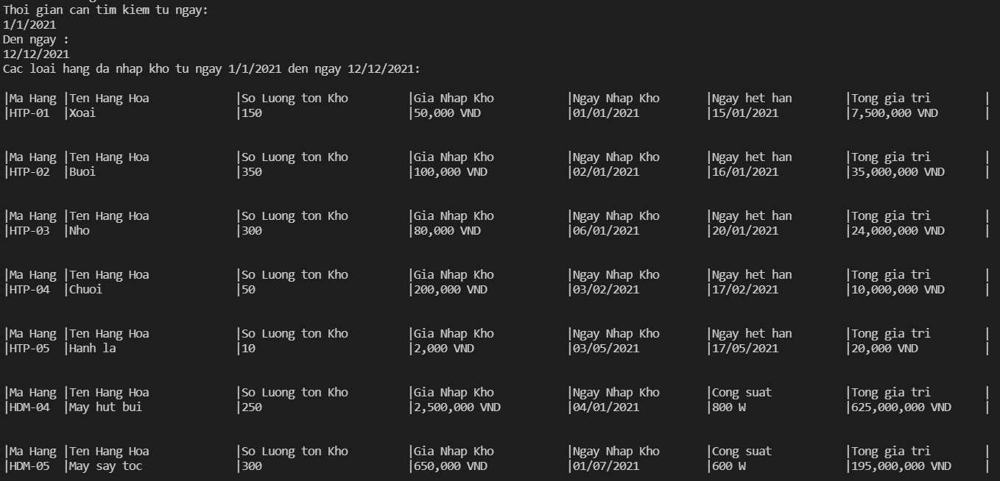 Thoi gian can tim kiem tu ngay:
1/1/2021
Den ngay :
12/12/2021
Cac loai hang da nhap kho tu ngay 1/1/2021 den ngay 12/12/2021:
|Ma Hang |Ten Hang Hoa |So Luong ton Kho |Gia Nhap Kho |Ngay Nhap Kho |Ngay het han |Tong gia tri |
|HTP-01 |Xoai |150 |50,000 VND |01/01/2021 |15/01/2021 |7,500,000 VND |
|Ma Hang |Ten Hang Hoa |So Luong ton Kho |Gia Nhap Kho |Ngay Nhap Kho |Ngay het han |Tong gia tri |
|HTP-02 |Buoi |350 |100,000 VND |02/01/2021 |16/01/2021 |35,000,000 VND |
|Ma Hang |Ten Hang Hoa |So Luong ton Kho |Gia Nhap Kho |Ngay Nhap Kho |Ngay het han |Tong gia tri |
|HTP-03 |Nho |300 |80,000 VND |06/01/2021 |20/01/2021 |24,000,000 VND |
|Ma Hang |Ten Hang Hoa |So Luong ton Kho |Gia Nhap Kho |Ngay Nhap Kho |Ngay het han |Tong gia tri |
|HTP-04 |Chuoi |50 |200,000 VND |03/02/2021 |17/02/2021 |10,000,000 VND |
|Ma Hang |Ten Hang Hoa |So Luong ton Kho |Gia Nhap Kho |Ngay Nhap Kho |Ngay het han |Tong gia tri |
|HTP-05 |Hanh la |10 |2,000 VND |03/05/2021 |17/05/2021 |20,000 VND |
|Ma Hang |Ten Hang Hoa |So Luong ton Kho |Gia Nhap Kho |Ngay Nhap Kho |Cong suat |Tong gia tri |
|HDM-04 |May hut bui |250 |2,500,000 VND |04/01/2021 |800 W |625,000,000 VND |
|Ma Hang |Ten Hang Hoa |So Luong ton Kho |Gia Nhap Kho |Ngay Nhap Kho |Cong suat |Tong gia tri |
|HDM-05 |May say toc |300 |650,000 VND |01/07/2021 |600 W |195,000,000 VND |